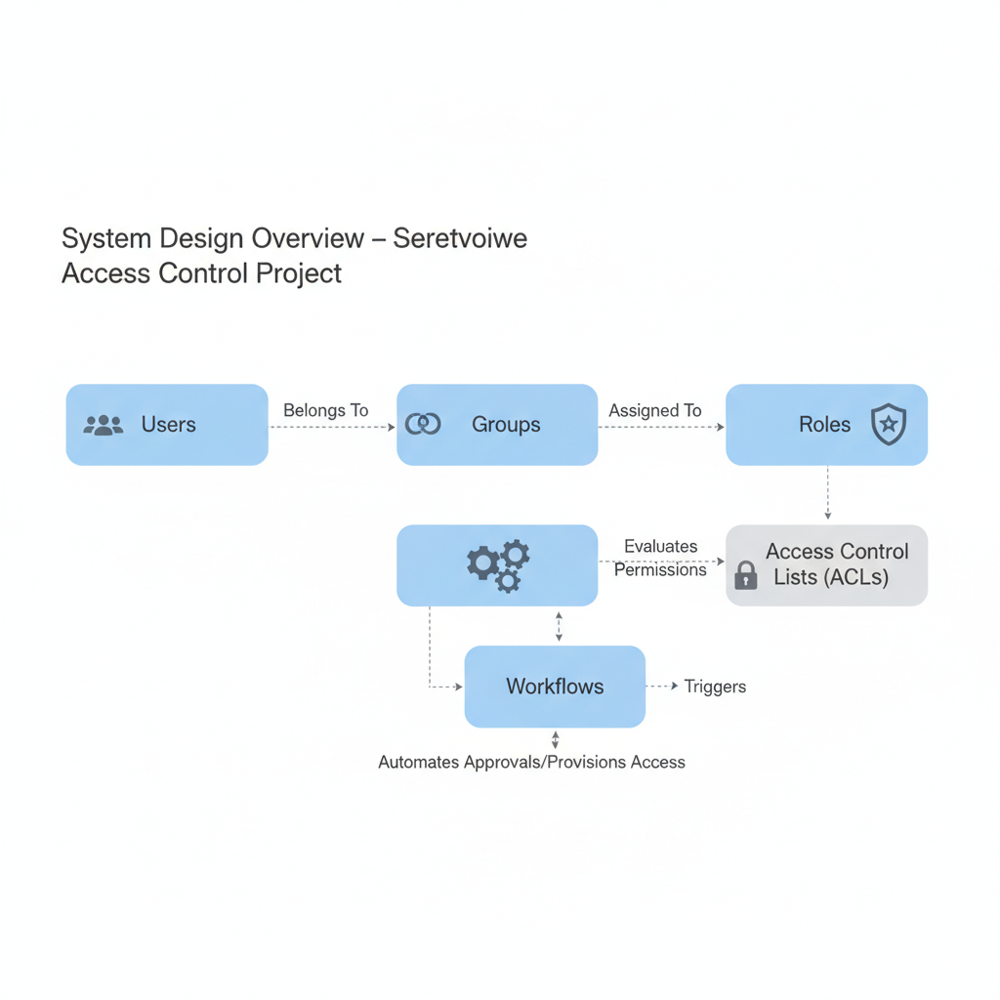 System Design Overview – Seretvoiwe
Access Control Project
Users
Belongs To
Groups
Assigned To
Roles
Evaluates
Permissions
Access Control
Lists (ACLs)
Workflows
Triggers
Automates Approvals/Provisions Access